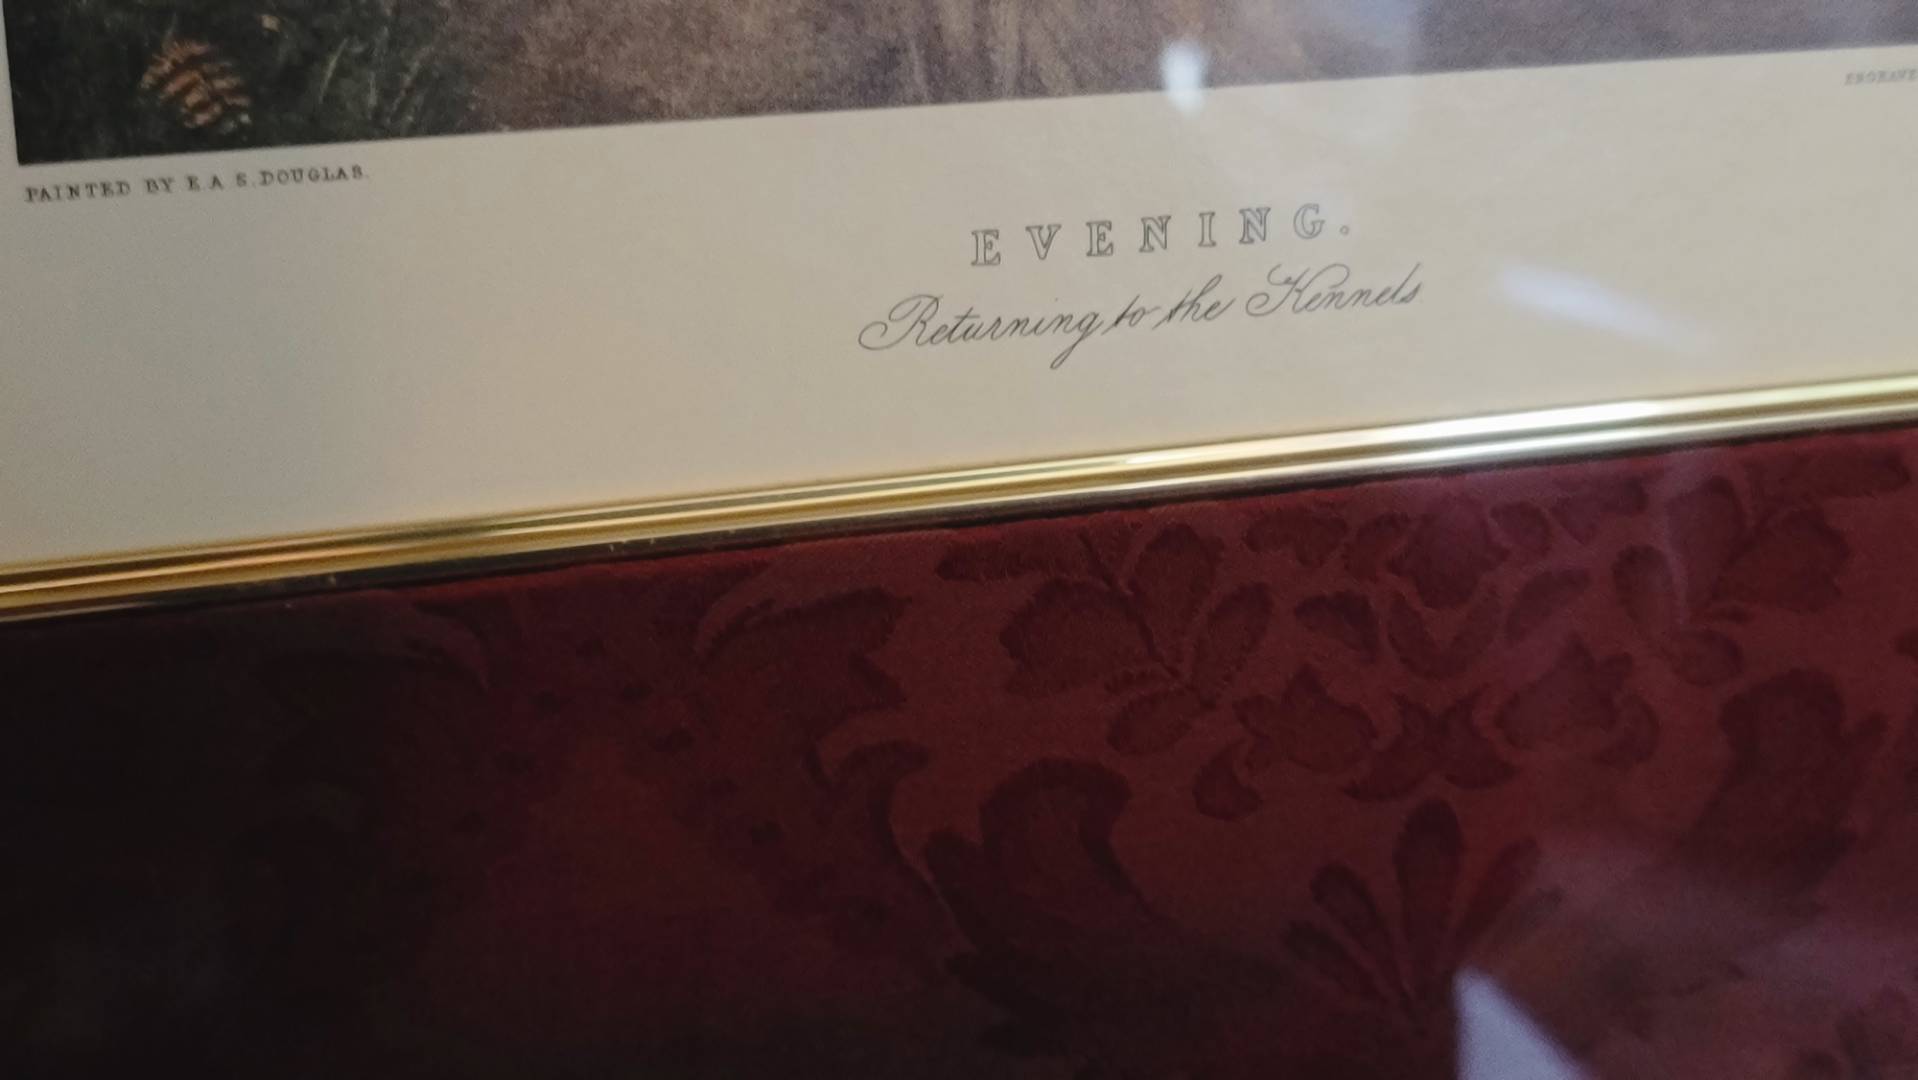 PAINTED BY E.A.S.DOUGLAS.
EVENING.
Returning to the Kennels